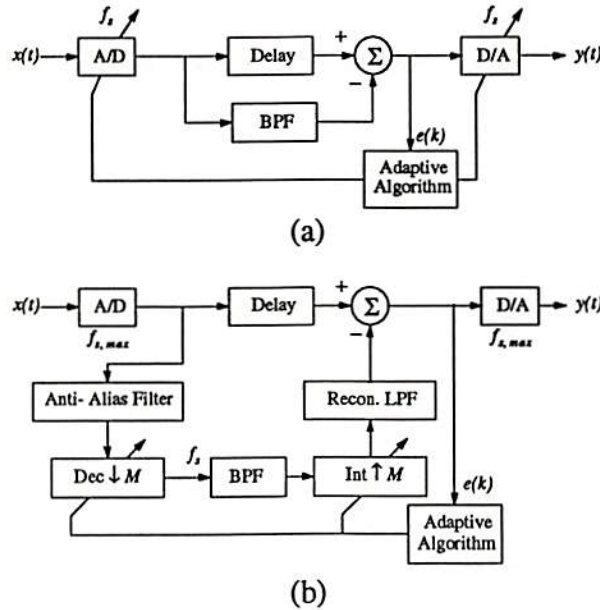 f_s f_s
x(t) A/D Delay + Σ D/A y(t)
−
BPF
e(k)
Adaptive
Algorithm
(a)
x(t) A/D Delay + Σ D/A y(t)
f_s, max − f_s, max
Anti- Alias Filter Recon. LPF
f_s
Dec ↓ M BPF Int ↑ M
e(k)
Adaptive
Algorithm
(b)